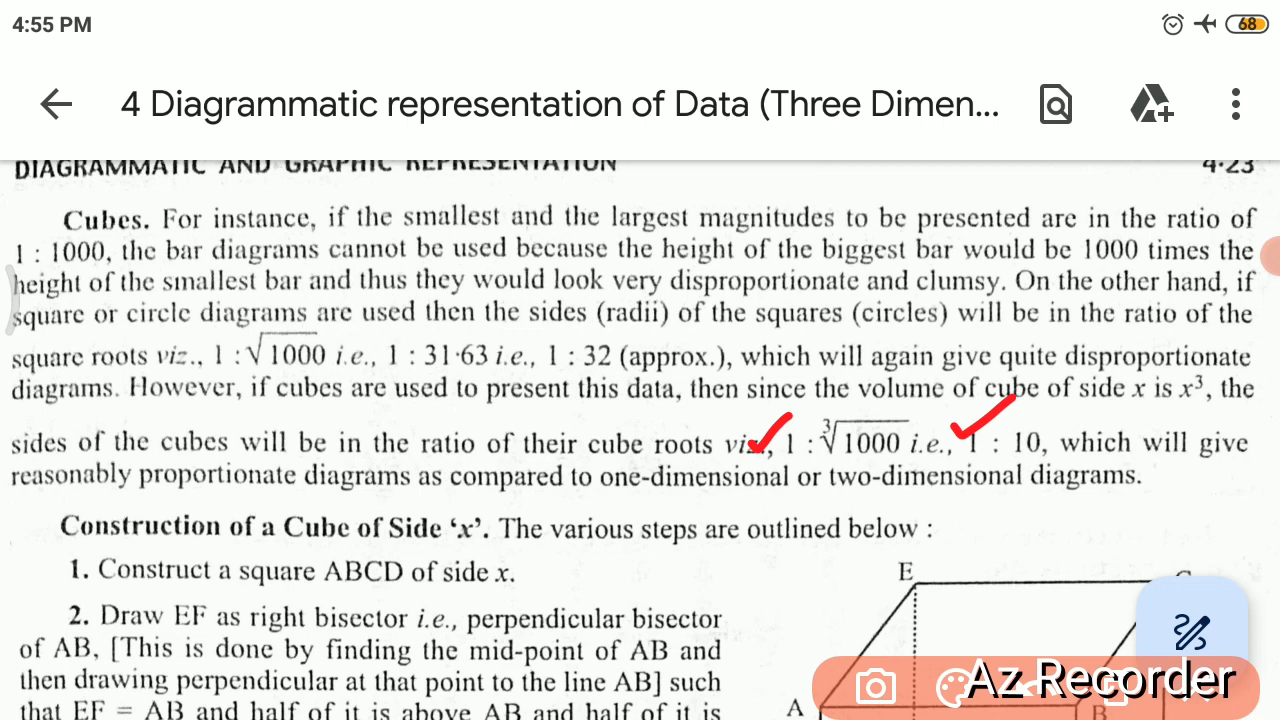 4:55 PM
68
4 Diagrammatic representation of Data (Three Dimen...
DIAGRAMMATIC AND GRAPHIC REPRESENTATION 4·23
Cubes. For instance, if the smallest and the largest magnitudes to be presented are in the ratio of
1 : 1000, the bar diagrams cannot be used because the height of the biggest bar would be 1000 times the
height of the smallest bar and thus they would look very disproportionate and clumsy. On the other hand, if
square or circle diagrams are used then the sides (radii) of the squares (circles) will be in the ratio of the
square roots viz., 1 : √1000 i.e., 1 : 31·63 i.e., 1 : 32 (approx.), which will again give quite disproportionate
diagrams. However, if cubes are used to present this data, then since the volume of cube of side x is x³, the
sides of the cubes will be in the ratio of their cube roots viz., 1 : ∛1000 i.e., 1 : 10, which will give
reasonably proportionate diagrams as compared to one-dimensional or two-dimensional diagrams.
Construction of a Cube of Side ‘x’. The various steps are outlined below :
1. Construct a square ABCD of side x.
2. Draw EF as right bisector i.e., perpendicular bisector
of AB, [This is done by finding the mid-point of AB and
then drawing perpendicular at that point to the line AB] such
that EF = AB and half of it is above AB and half of it is
E
A
B
Az Recorder